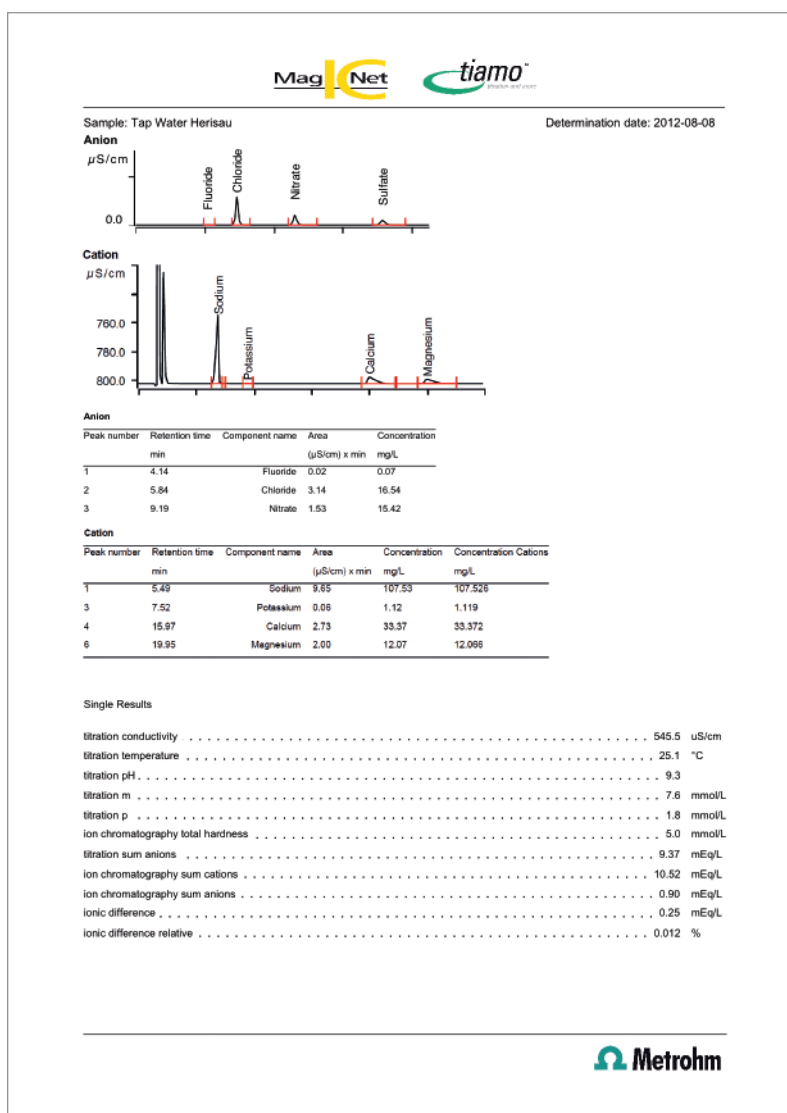 Mag IC Net tiamo™
titration and more
Sample: Tap Water Herisau Determination date: 2012-08-08
Anion
µS/cm
0.0
Fluoride
Chloride
Nitrate
Sulfate
Cation
µS/cm
760.0
780.0
800.0
Sodium
Potassium
Calcium
Magnesium
Anion
Peak number Retention time Component name Area Concentration
min (µS/cm) x min mg/L
1 4.14 Fluoride 0.02 0.07
2 5.84 Chloride 3.14 16.54
3 9.19 Nitrate 1.53 15.42
Cation
Peak number Retention time Component name Area Concentration Concentration Cations
min (µS/cm) x min mg/L mg/L
1 5.49 Sodium 9.65 107.53 107.526
3 7.52 Potassium 0.06 1.12 1.119
4 15.97 Calcium 2.73 33.37 33.372
6 19.95 Magnesium 2.00 12.07 12.066
Single Results
titration conductivity . . . . . . . . . . . . . . . . . . . . 545.5 uS/cm
titration temperature . . . . . . . . . . . . . . . . . . . . 25.1 °C
titration pH . . . . . . . . . . . . . . . . . . . . 9.3
titration m . . . . . . . . . . . . . . . . . . . . 7.6 mmol/L
titration p . . . . . . . . . . . . . . . . . . . . 1.8 mmol/L
ion chromatography total hardness . . . . . . . . . . . . . . . . . . . . 5.0 mmol/L
titration sum anions . . . . . . . . . . . . . . . . . . . . 9.37 mEq/L
ion chromatography sum cations . . . . . . . . . . . . . . . . . . . . 10.52 mEq/L
ion chromatography sum anions . . . . . . . . . . . . . . . . . . . . 0.90 mEq/L
ionic difference . . . . . . . . . . . . . . . . . . . . 0.25 mEq/L
ionic difference relative . . . . . . . . . . . . . . . . . . . . 0.012 %
Metrohm